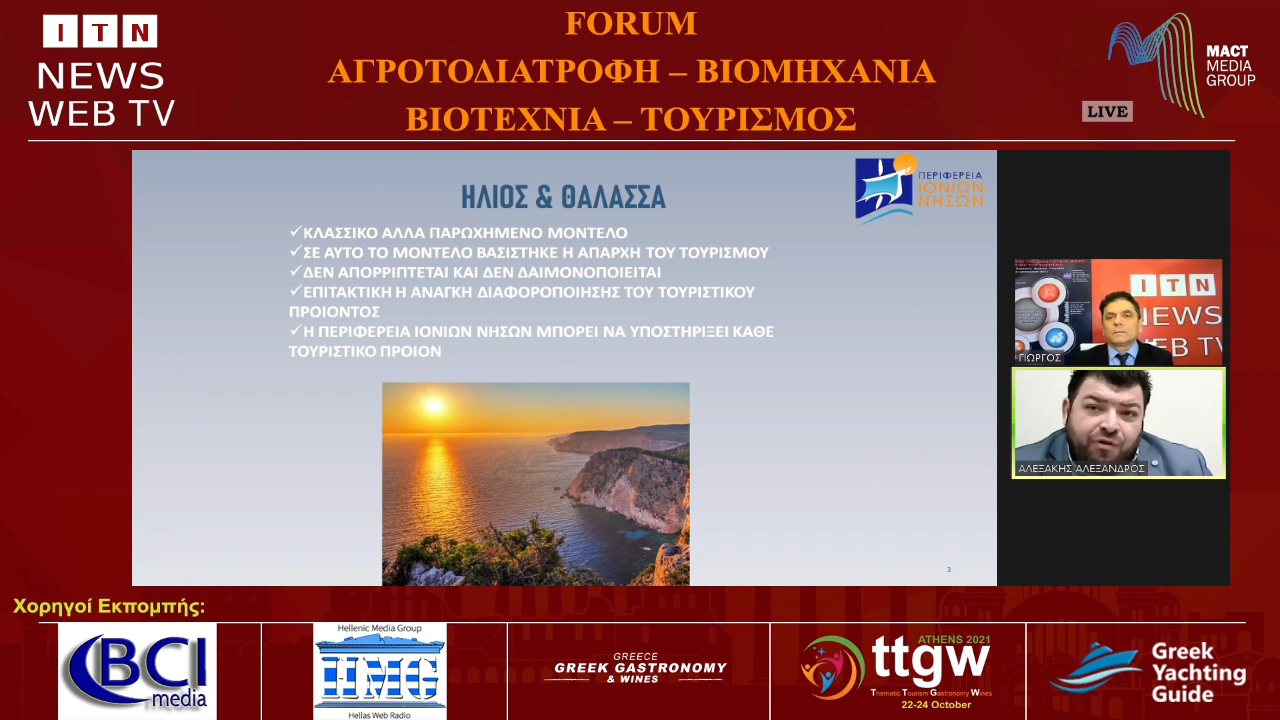 ITN
NEWS
WEB TV
FORUM
ΑΓΡΟΤΟΔΙΑΤΡΟΦΗ – ΒΙΟΜΗΧΑΝΙΑ
ΒΙΟΤΕΧΝΙΑ – ΤΟΥΡΙΣΜΟΣ
MACT
MEDIA
GROUP
LIVE
ΗΛΙΟΣ & ΘΑΛΑΣΣΑ
ΠΕΡΙΦΕΡΕΙΑ
ΙΟΝΙΩΝ
ΝΗΣΩΝ
✓ΚΛΑΣΣΙΚΟ ΑΛΛΑ ΠΑΡΩΧΗΜΕΝΟ ΜΟΝΤΕΛΟ
✓ΣΕ ΑΥΤΟ ΤΟ ΜΟΝΤΕΛΟ ΒΑΣΙΣΤΗΚΕ Η ΑΠΑΡΧΗ ΤΟΥ ΤΟΥΡΙΣΜΟΥ
✓ΔΕΝ ΑΠΟΡΡΙΠΤΕΤΑΙ ΚΑΙ ΔΕΝ ΔΑΙΜΟΝΟΠΟΙΕΙΤΑΙ
✓ΕΠΙΤΑΚΤΙΚΗ Η ΑΝΑΓΚΗ ΔΙΑΦΟΡΟΠΟΙΗΣΗΣ ΤΟΥ ΤΟΥΡΙΣΤΙΚΟΥ
ΠΡΟΙΟΝΤΟΣ
✓Η ΠΕΡΙΦΕΡΕΙΑ ΙΟΝΙΩΝ ΝΗΣΩΝ ΜΠΟΡΕΙ ΝΑ ΥΠΟΣΤΗΡΙΞΕΙ ΚΑΘΕ
ΤΟΥΡΙΣΤΙΚΟ ΠΡΟΙΟΝ
3
ITN
NEWS
WEB TV
ΓΙΩΡΓΟΣ
ΑΛΕΞΑΚΗΣ ΑΛΕΞΑΝΔΡΟΣ
Χορηγοί Εκπομπής:
BCI
media
Hellenic Media Group
HMG
Hellas Web Radio
GREECE
GREEK GASTRONOMY
& WINES
ATHENS 2021
ttgw
Thematic Tourism Gastronomy Wines
22-24 October
Greek
Yachting
Guide